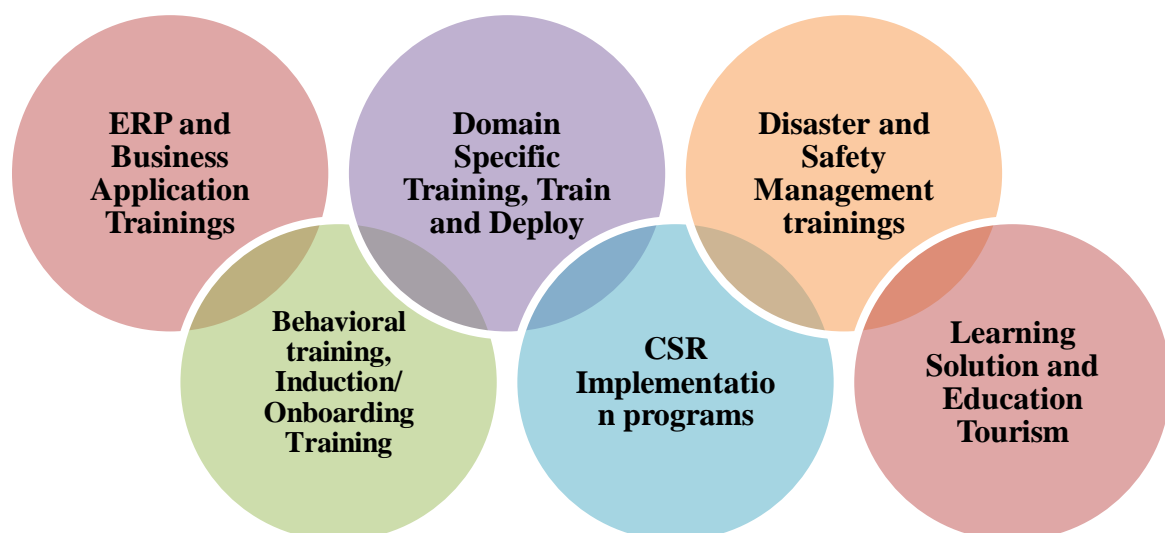 ERP and
Business
Application
Trainings
Domain
Specific
Training, Train
and Deploy
Disaster and
Safety
Management
trainings
Behavioral
training,
Induction/
Onboarding
Training
CSR
Implementatio
n programs
Learning
Solution and
Education
Tourism